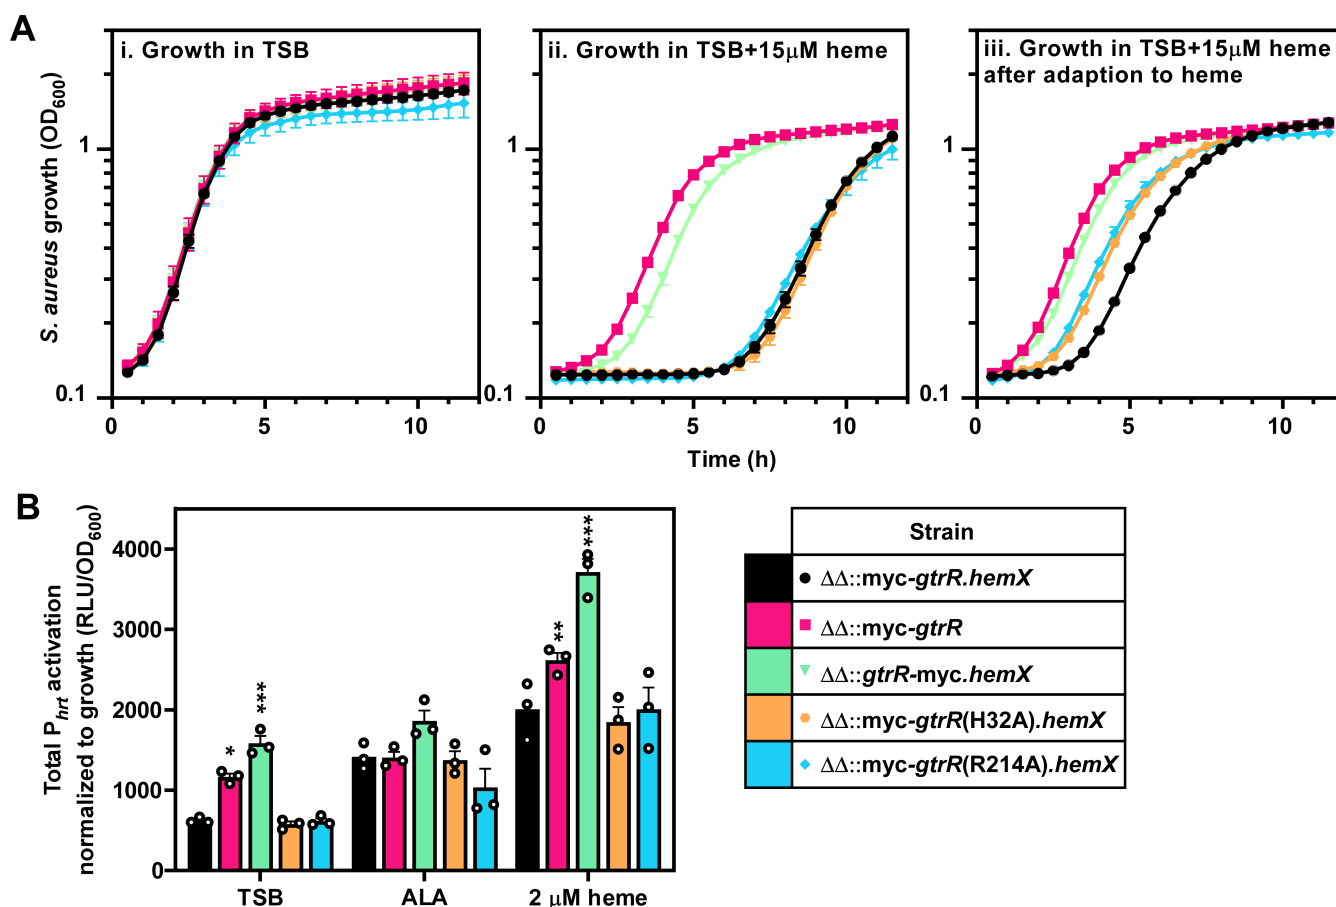 A
i. Growth in TSB
ii. Growth in TSB+15μM heme
iii. Growth in TSB+15μM heme
after adaption to heme
S. aureus growth (OD600)
1
0.1
0
5
10
1
0.1
0
5
10
1
0.1
0
5
10
Time (h)
B
Total Phrt activation
normalized to growth (RLU/OD600)
4000
3000
2000
1000
0
*
***
**
***
TSB
ALA
2 μM heme
Strain
ΔΔ::myc-gtrR.hemX
ΔΔ::myc-gtrR
ΔΔ::gtrR-myc.hemX
ΔΔ::myc-gtrR(H32A).hemX
ΔΔ::myc-gtrR(R214A).hemX